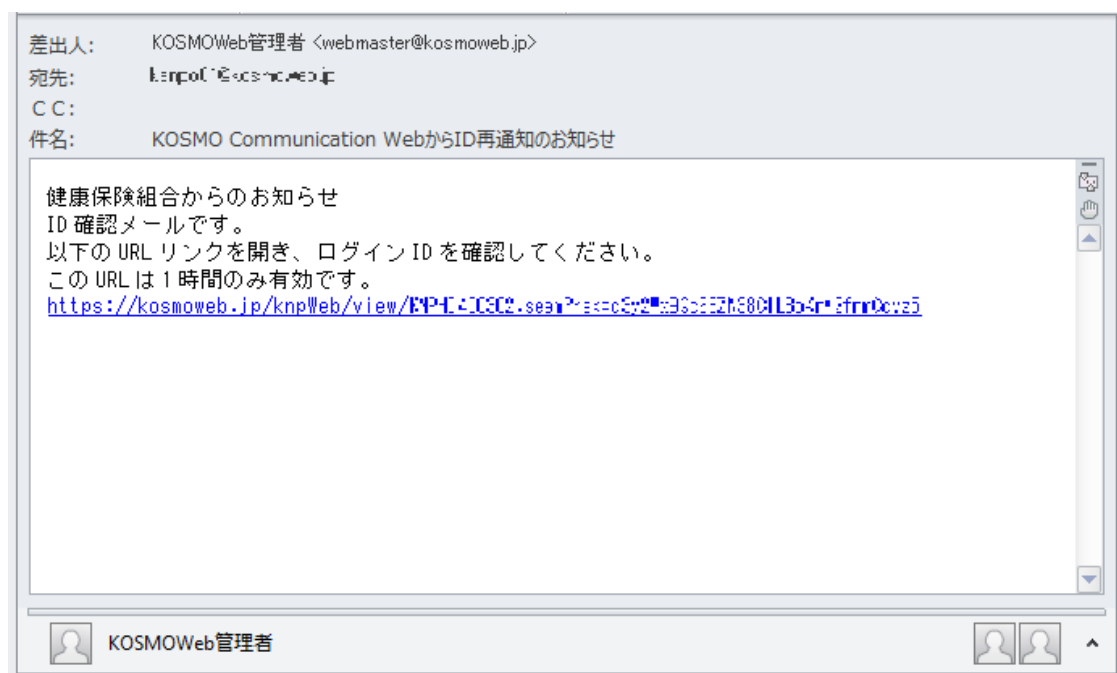 差出人: KOSMOWeb管理者 <webmaster@kosmoweb.jp>
宛先:
CC:
件名: KOSMO Communication WebからID再通知のお知らせ
健康保険組合からのお知らせ
ID 確認メールです。
以下の URL リンクを開き、ログイン ID を確認してください。
この URL は 1 時間のみ有効です。
https://kosmoweb.jp/knpWeb/view/
KOSMOWeb管理者